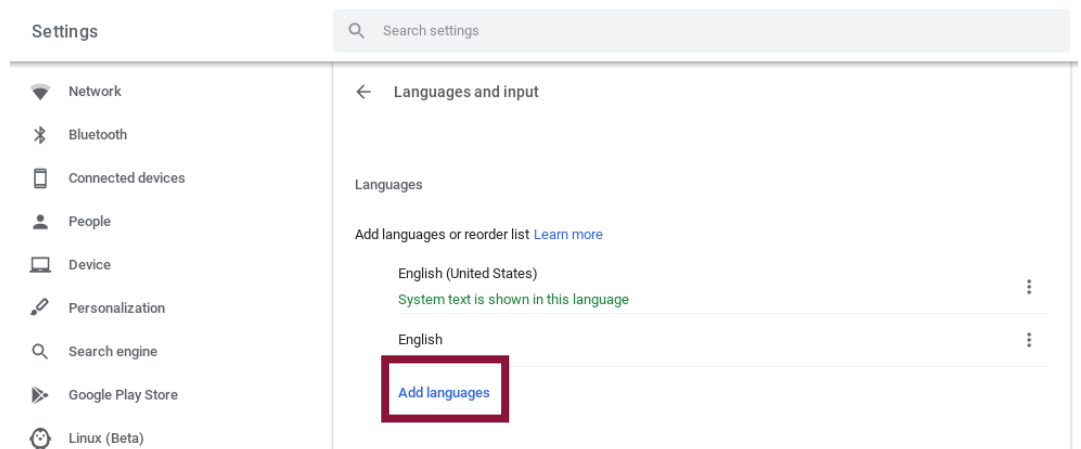 Settings
Search settings
Network
Bluetooth
Connected devices
People
Device
Personalization
Search engine
Google Play Store
Linux (Beta)
Languages and input
Languages
Add languages or reorder list Learn more
English (United States)
System text is shown in this language
English
Add languages